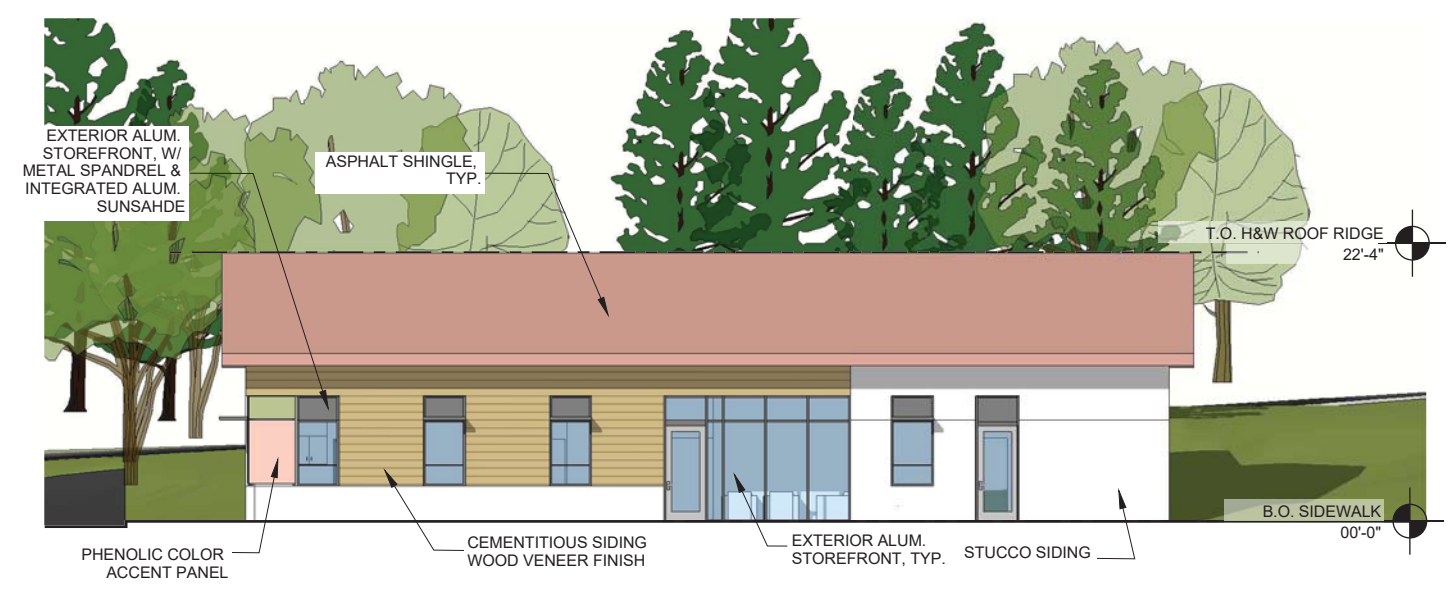 EXTERIOR ALUM.
STOREFRONT, W/
METAL SPANDREL &
INTEGRATED ALUM.
SUNSAHDE
ASPHALT SHINGLE,
TYP.
T.O. H&W ROOF RIDGE
22'-4"
B.O. SIDEWALK
00'-0"
PHENOLIC COLOR
ACCENT PANEL
CEMENTITIOUS SIDING
WOOD VENEER FINISH
EXTERIOR ALUM.
STOREFRONT, TYP.
STUCCO SIDING